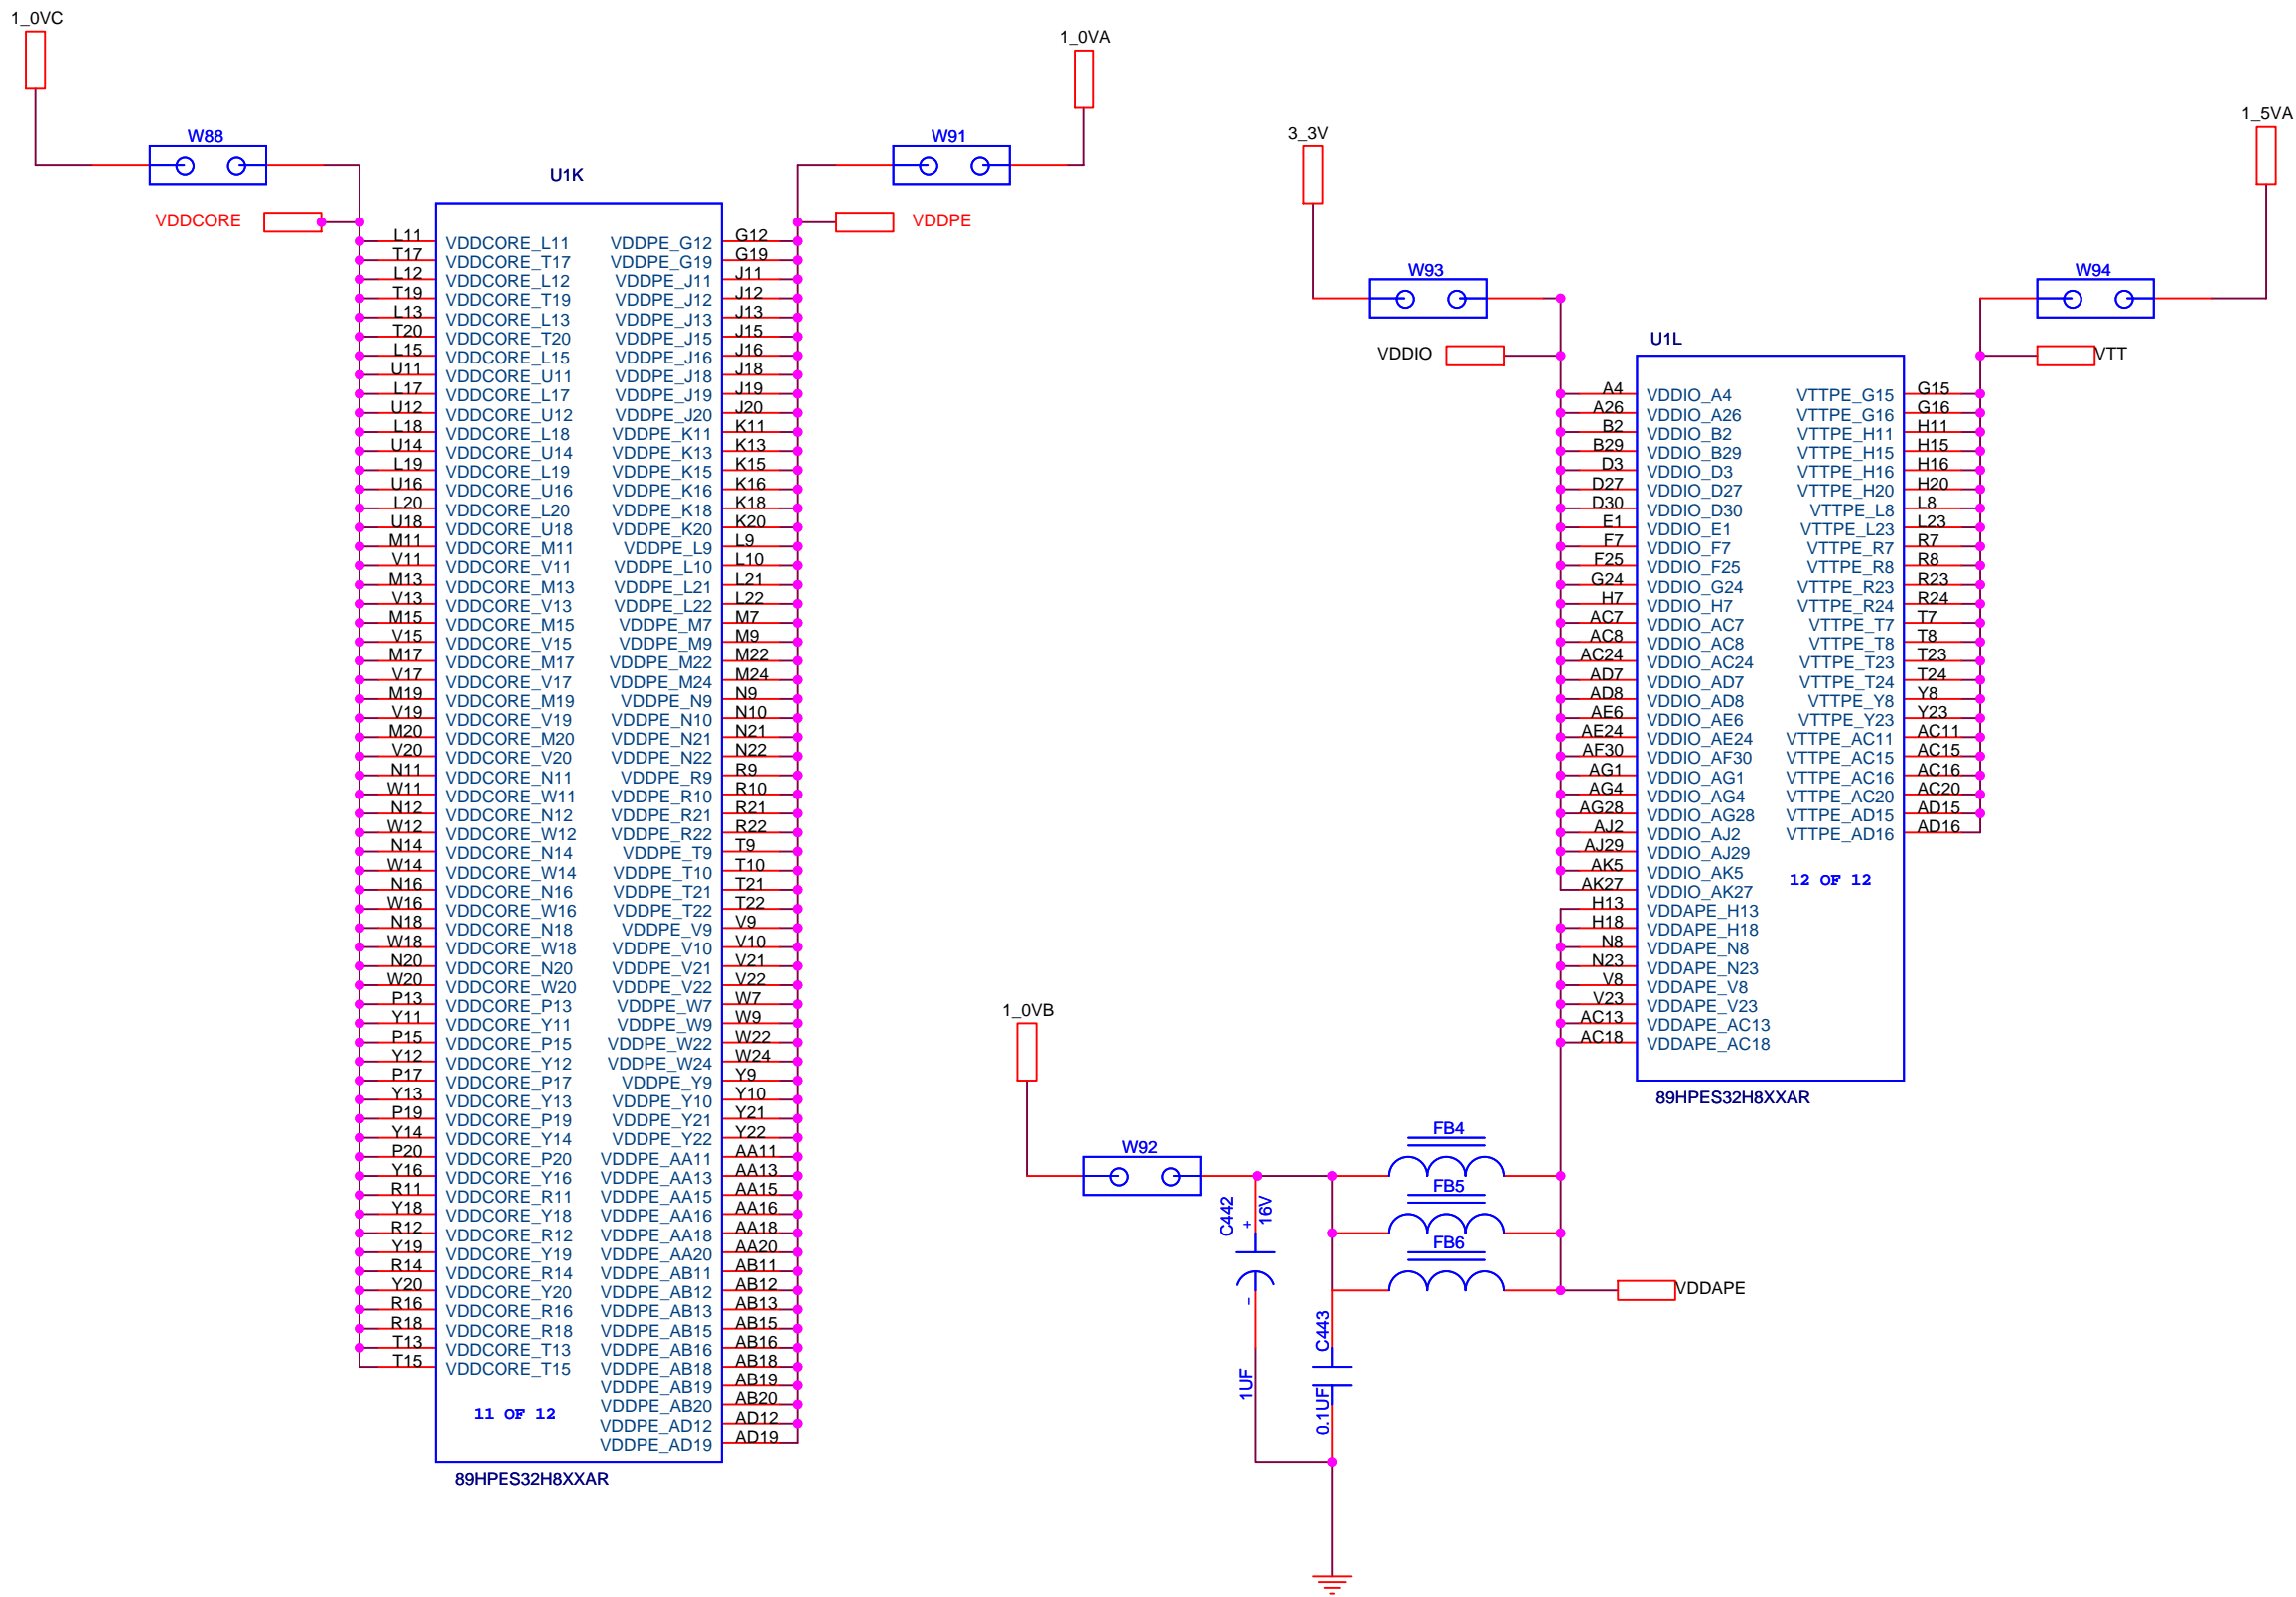 1_0VC
1_0VA
W88
W91
U1K
VDDCORE
VDDPE
L11 VDDCORE_L11 VDDPE_G12 G12
T17 VDDCORE_T17 VDDPE_G19 G19
L12 VDDCORE_L12 VDDPE_J11 J11
T19 VDDCORE_T19 VDDPE_J12 J12
L13 VDDCORE_L13 VDDPE_J13 J13
T20 VDDCORE_T20 VDDPE_J15 J15
L15 VDDCORE_L15 VDDPE_J16 J16
U11 VDDCORE_U11 VDDPE_J18 J18
L17 VDDCORE_L17 VDDPE_J19 J19
U12 VDDCORE_U12 VDDPE_J20 J20
L18 VDDCORE_L18 VDDPE_K11 K11
U14 VDDCORE_U14 VDDPE_K13 K13
L19 VDDCORE_L19 VDDPE_K15 K15
U16 VDDCORE_U16 VDDPE_K16 K16
L20 VDDCORE_L20 VDDPE_K18 K18
U18 VDDCORE_U18 VDDPE_K20 K20
M11 VDDCORE_M11 VDDPE_L9 L9
V11 VDDCORE_V11 VDDPE_L10 L10
M13 VDDCORE_M13 VDDPE_L21 L21
V13 VDDCORE_V13 VDDPE_L22 L22
M15 VDDCORE_M15 VDDPE_M7 M7
V15 VDDCORE_V15 VDDPE_M9 M9
M17 VDDCORE_M17 VDDPE_M22 M22
V17 VDDCORE_V17 VDDPE_M24 M24
M19 VDDCORE_M19 VDDPE_N9 N9
V19 VDDCORE_V19 VDDPE_N10 N10
M20 VDDCORE_M20 VDDPE_N21 N21
V20 VDDCORE_V20 VDDPE_N22 N22
N11 VDDCORE_N11 VDDPE_R9 R9
W11 VDDCORE_W11 VDDPE_R10 R10
N12 VDDCORE_N12 VDDPE_R21 R21
W12 VDDCORE_W12 VDDPE_R22 R22
N14 VDDCORE_N14 VDDPE_T9 T9
W14 VDDCORE_W14 VDDPE_T10 T10
N16 VDDCORE_N16 VDDPE_T21 T21
W16 VDDCORE_W16 VDDPE_T22 T22
N18 VDDCORE_N18 VDDPE_V9 V9
W18 VDDCORE_W18 VDDPE_V10 V10
N20 VDDCORE_N20 VDDPE_V21 V21
W20 VDDCORE_W20 VDDPE_V22 V22
P13 VDDCORE_P13 VDDPE_W7 W7
Y11 VDDCORE_Y11 VDDPE_W9 W9
P15 VDDCORE_P15 VDDPE_W22 W22
Y12 VDDCORE_Y12 VDDPE_W24 W24
P17 VDDCORE_P17 VDDPE_Y9 Y9
Y13 VDDCORE_Y13 VDDPE_Y10 Y10
P19 VDDCORE_P19 VDDPE_Y21 Y21
Y14 VDDCORE_Y14 VDDPE_Y22 Y22
P20 VDDCORE_P20 VDDPE_AA11 AA11
Y16 VDDCORE_Y16 VDDPE_AA13 AA13
R11 VDDCORE_R11 VDDPE_AA15 AA15
Y18 VDDCORE_Y18 VDDPE_AA16 AA16
R12 VDDCORE_R12 VDDPE_AA18 AA18
Y19 VDDCORE_Y19 VDDPE_AA20 AA20
R14 VDDCORE_R14 VDDPE_AB11 AB11
Y20 VDDCORE_Y20 VDDPE_AB12 AB12
R16 VDDCORE_R16 VDDPE_AB13 AB13
R18 VDDCORE_R18 VDDPE_AB15 AB15
T13 VDDCORE_T13 VDDPE_AB16 AB16
T15 VDDCORE_T15 VDDPE_AB18 AB18
VDDPE_AB19 AB19
VDDPE_AB20 AB20
VDDPE_AD12 AD12
VDDPE_AD19 AD19
11 OF 12
89HPES32H8XXAR
3_3V
1_5VA
W93
W94
U1L
VDDIO
VTT
A4 VDDIO_A4 VTTPE_G15 G15
A26 VDDIO_A26 VTTPE_G16 G16
B2 VDDIO_B2 VTTPE_H11 H11
B29 VDDIO_B29 VTTPE_H15 H15
D3 VDDIO_D3 VTTPE_H16 H16
D27 VDDIO_D27 VTTPE_H20 H20
D30 VDDIO_D30 VTTPE_L8 L8
E1 VDDIO_E1 VTTPE_L23 L23
F7 VDDIO_F7 VTTPE_R7 R7
F25 VDDIO_F25 VTTPE_R8 R8
G24 VDDIO_G24 VTTPE_R23 R23
H7 VDDIO_H7 VTTPE_R24 R24
AC7 VDDIO_AC7 VTTPE_T7 T7
AC8 VDDIO_AC8 VTTPE_T8 T8
AC24 VDDIO_AC24 VTTPE_T23 T23
AD7 VDDIO_AD7 VTTPE_T24 T24
AD8 VDDIO_AD8 VTTPE_Y8 Y8
AE6 VDDIO_AE6 VTTPE_Y23 Y23
AE24 VDDIO_AE24 VTTPE_AC11 AC11
AF30 VDDIO_AF30 VTTPE_AC15 AC15
AG1 VDDIO_AG1 VTTPE_AC16 AC16
AG4 VDDIO_AG4 VTTPE_AC20 AC20
AG28 VDDIO_AG28 VTTPE_AD15 AD15
AJ2 VDDIO_AJ2 VTTPE_AD16 AD16
AJ29 VDDIO_AJ29
AK5 VDDIO_AK5
AK27 VDDIO_AK27
12 OF 12
H13 VDDAPE_H13
H18 VDDAPE_H18
N8 VDDAPE_N8
N23 VDDAPE_N23
V8 VDDAPE_V8
V23 VDDAPE_V23
AC13 VDDAPE_AC13
AC18 VDDAPE_AC18
89HPES32H8XXAR
1_0VB
W92
FB4
FB5
FB6
C442
+
16V
-
1UF
C443
0.1UF
VDDAPE